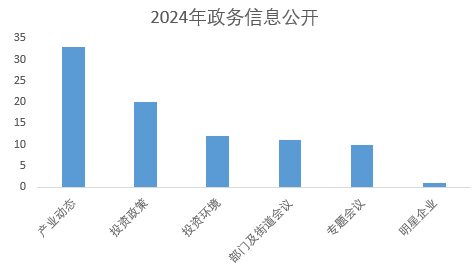 2024年政务信息公开
35
30
25
20
15
10
5
0
产业动态
投资政策
投资环境
部门及街道会议
专题会议
明星企业